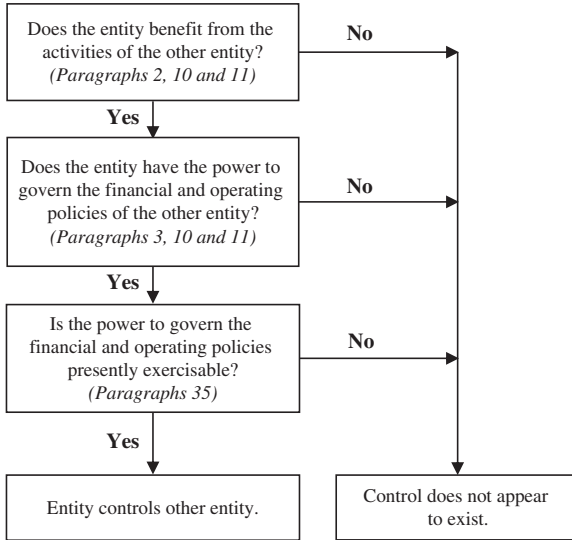 Does the entity benefit from the
activities of the other entity?
(Paragraphs 2, 10 and 11)
No
Yes
Does the entity have the power to
govern the financial and operating
policies of the other entity?
(Paragraphs 3, 10 and 11)
No
Yes
Is the power to govern the
financial and operating policies
presently exercisable?
(Paragraphs 35)
No
Yes
Entity controls other entity.
Control does not appear
to exist.